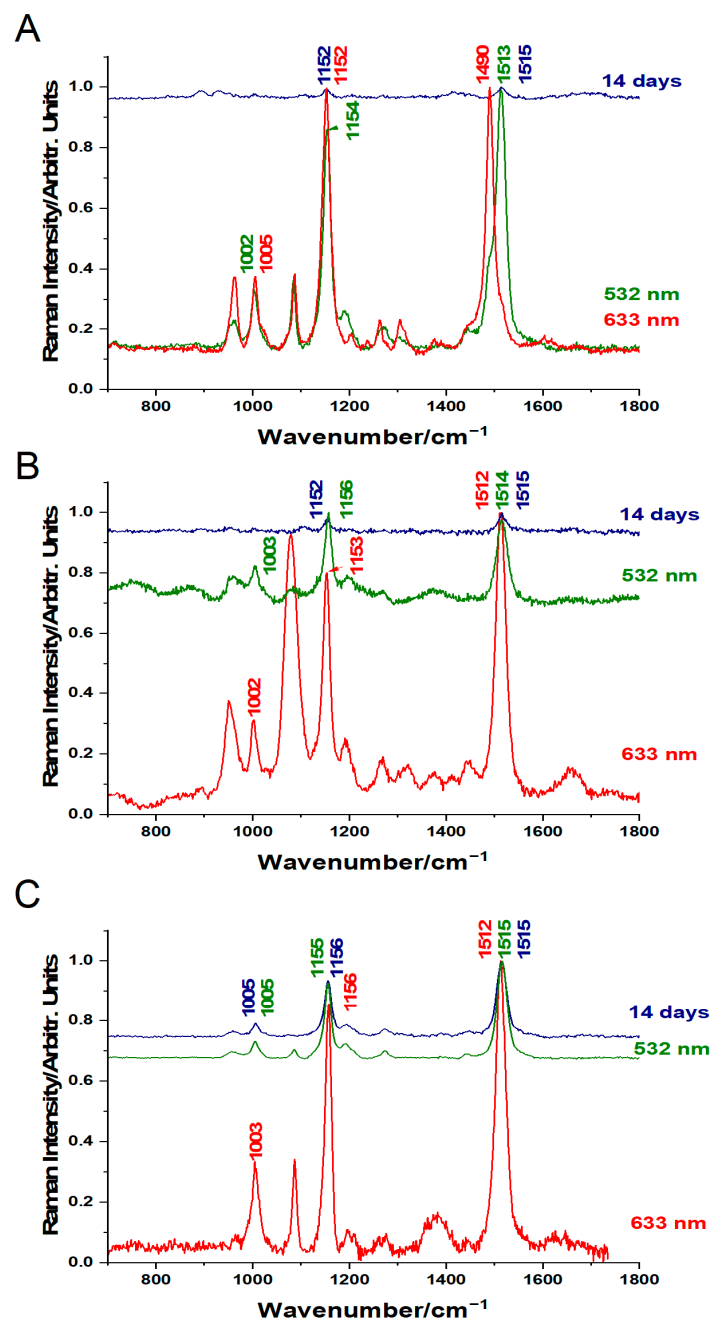 A
1152
1152
1154
1490
1513
1515
14 days
1002
1005
532 nm
633 nm
Raman Intensity/Arbitr. Units
1.0
0.8
0.6
0.4
0.2
0.0
800 1000 1200 1400 1600 1800
Wavenumber/cm⁻¹
B
1152
1156
1153
1512
1514
1515
14 days
1003
532 nm
1002
633 nm
Raman Intensity/Arbitr. Units
1.0
0.8
0.6
0.4
0.2
0.0
800 1000 1200 1400 1600 1800
Wavenumber/cm⁻¹
C
1005
1005
1155
1156
1156
1512
1515
1515
14 days
532 nm
1003
633 nm
Raman Intensity/Arbitr. Units
1.0
0.8
0.6
0.4
0.2
0.0
800 1000 1200 1400 1600 1800
Wavenumber/cm⁻¹